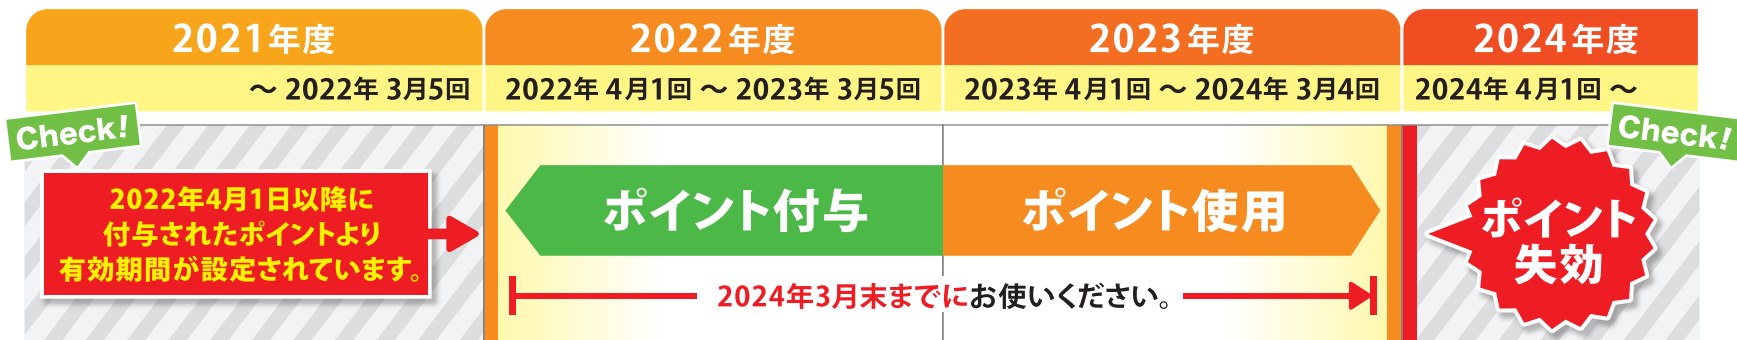 2021年度
2022年度
2023年度
2024年度
～ 2022年 3月5回
2022年 4月1回 ～ 2023年 3月5回
2023年 4月1回 ～ 2024年 3月4回
2024年 4月1回 ～
Check!
Check!
2022年4月1日以降に
付与されたポイントより
有効期間が設定されています。
ポイント付与
ポイント使用
ポイント
失効
2024年3月末までにお使いください。